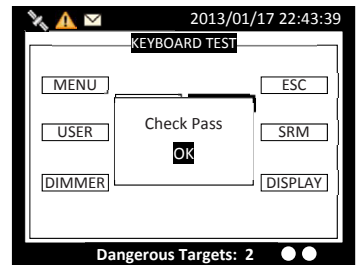 2013/01/17 22:43:39
KEYBOARD TEST
MENU
ESC
USER
Check Pass
SRM
OK
DIMMER
DISPLAY
Dangerous Targets: 2